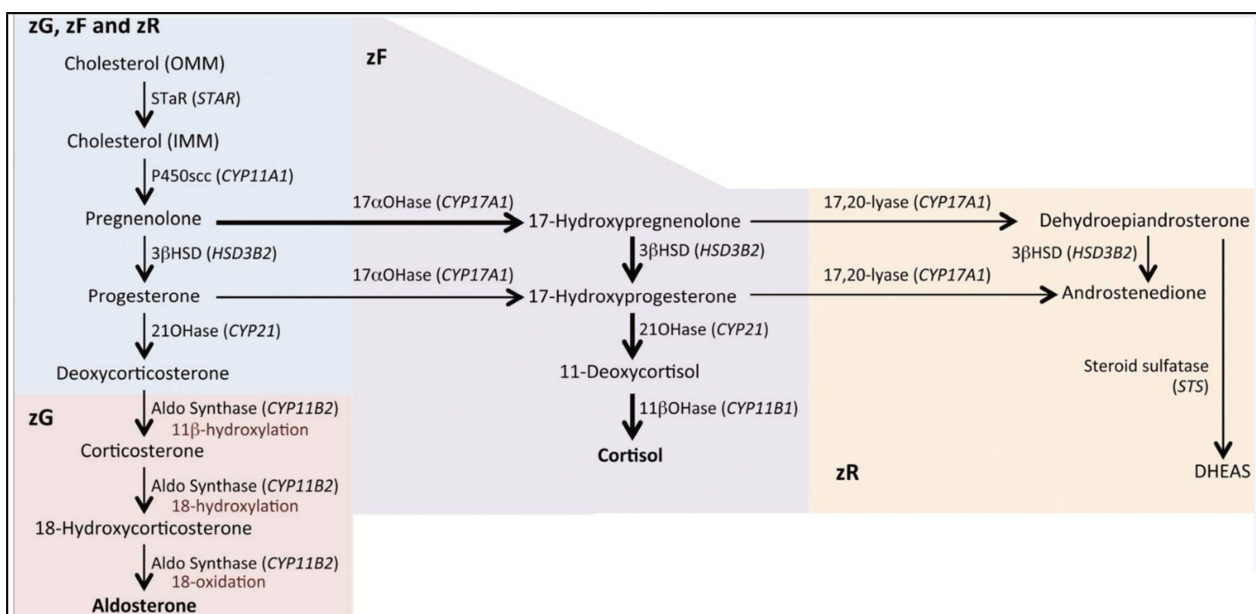 zG, zF and zR
Cholesterol (OMM)
STaR (STAR)
Cholesterol (IMM)
P450scc (CYP11A1)
Pregnenolone
3βHSD (HSD3B2)
Progesterone
21OHase (CYP21)
Deoxycorticosterone
zG
Aldo Synthase (CYP11B2)
11β-hydroxylation
Corticosterone
Aldo Synthase (CYP11B2)
18-hydroxylation
18-Hydroxycorticosterone
Aldo Synthase (CYP11B2)
18-oxidation
Aldosterone
zF
17αOHase (CYP17A1)
17-Hydroxypregnenolone
3βHSD (HSD3B2)
17αOHase (CYP17A1)
17-Hydroxyprogesterone
21OHase (CYP21)
11-Deoxycortisol
11βOHase (CYP11B1)
Cortisol
17,20-lyase (CYP17A1)
Dehydroepiandrosterone
3βHSD (HSD3B2)
17,20-lyase (CYP17A1)
Androstenedione
Steroid sulfatase
(STS)
zR
DHEAS